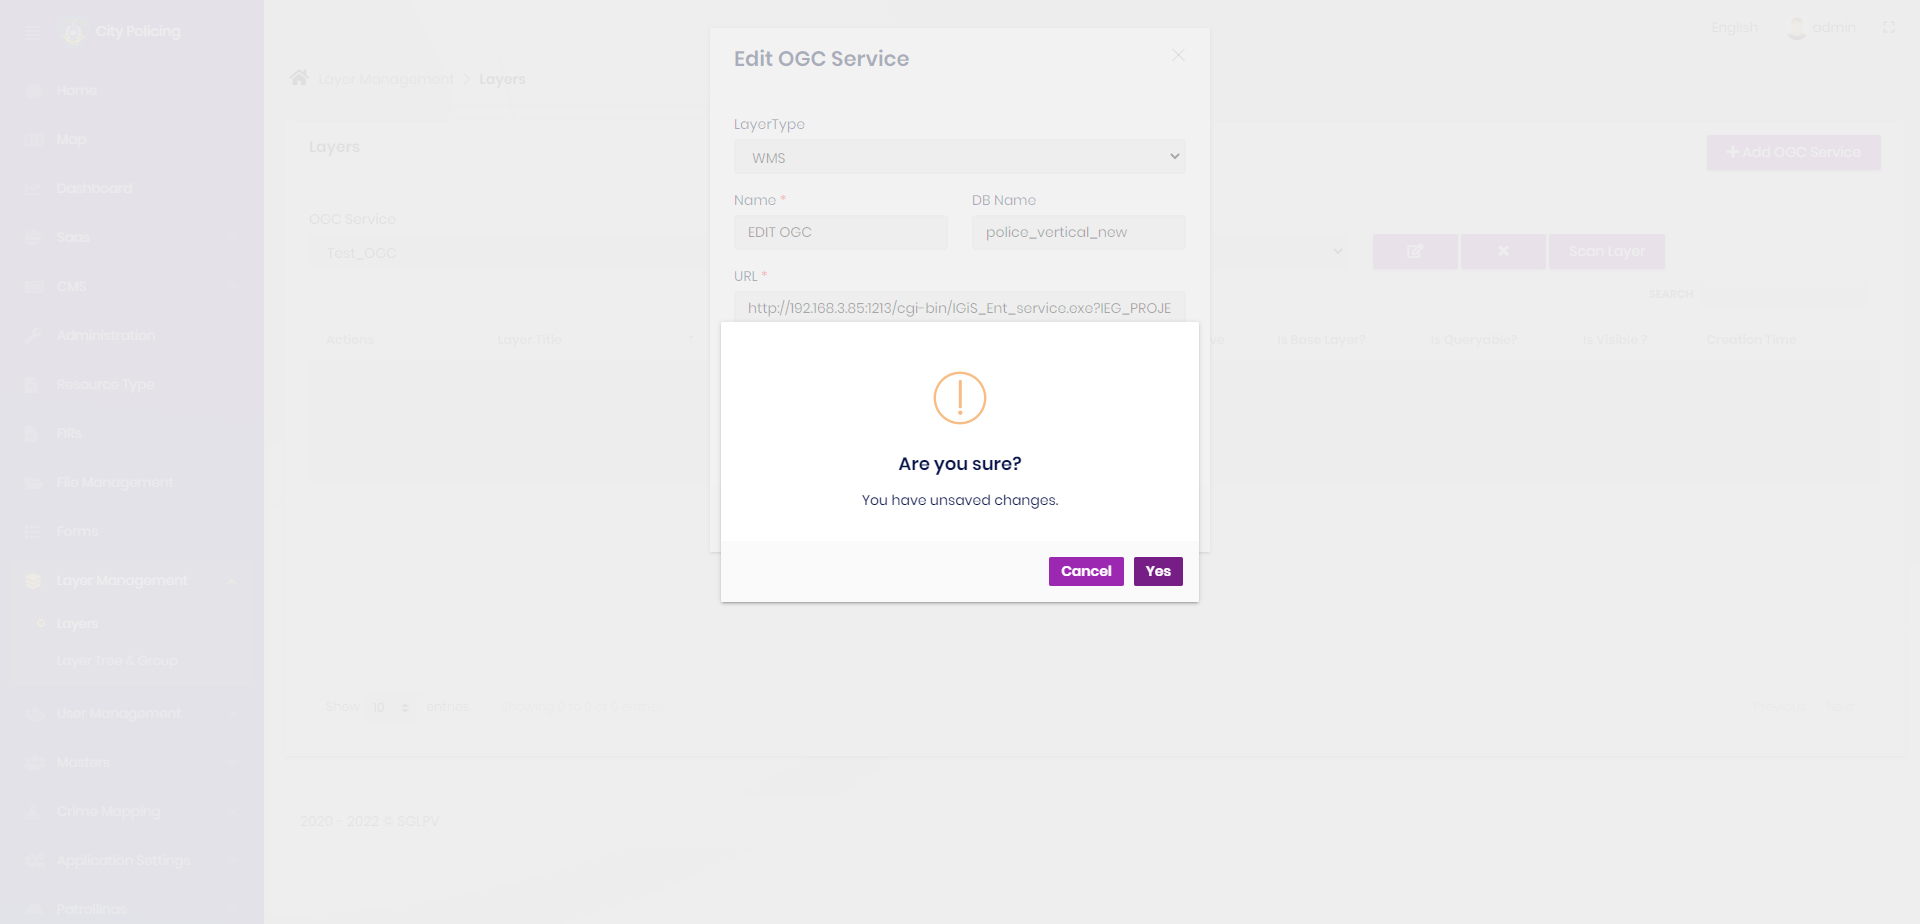 City Policing
English
admin
Home
Map
Dashboard
CMS
Administration
Resource Type
FIRs
File Management
Forms
Layer Management
Layers
Layer Tree & Group
User Management
Masters
Crime Mapping
Application Settings
Patrollings
Layer Management > Layers
Layers
Add OGC Service
OGC Service
Test_OGC
Scan Layer
SEARCH
Actions
Layer Title
Is Base Layer?
Is Queryable?
Is Visible ?
Creation Time
Show 10 entries
Showing 0 to 0 of 0 entries
Previous
Next
2020 - 2022 © SGLPV
Edit OGC Service
LayerType
WMS
Name *
DB Name
EDIT OGC
police_vertical_new
URL *
http://192.168.3.85:1213/cgi-bin/IGiS_Ent_service.exe?IEG_PROJE
Are you sure?
You have unsaved changes.
Cancel
Yes